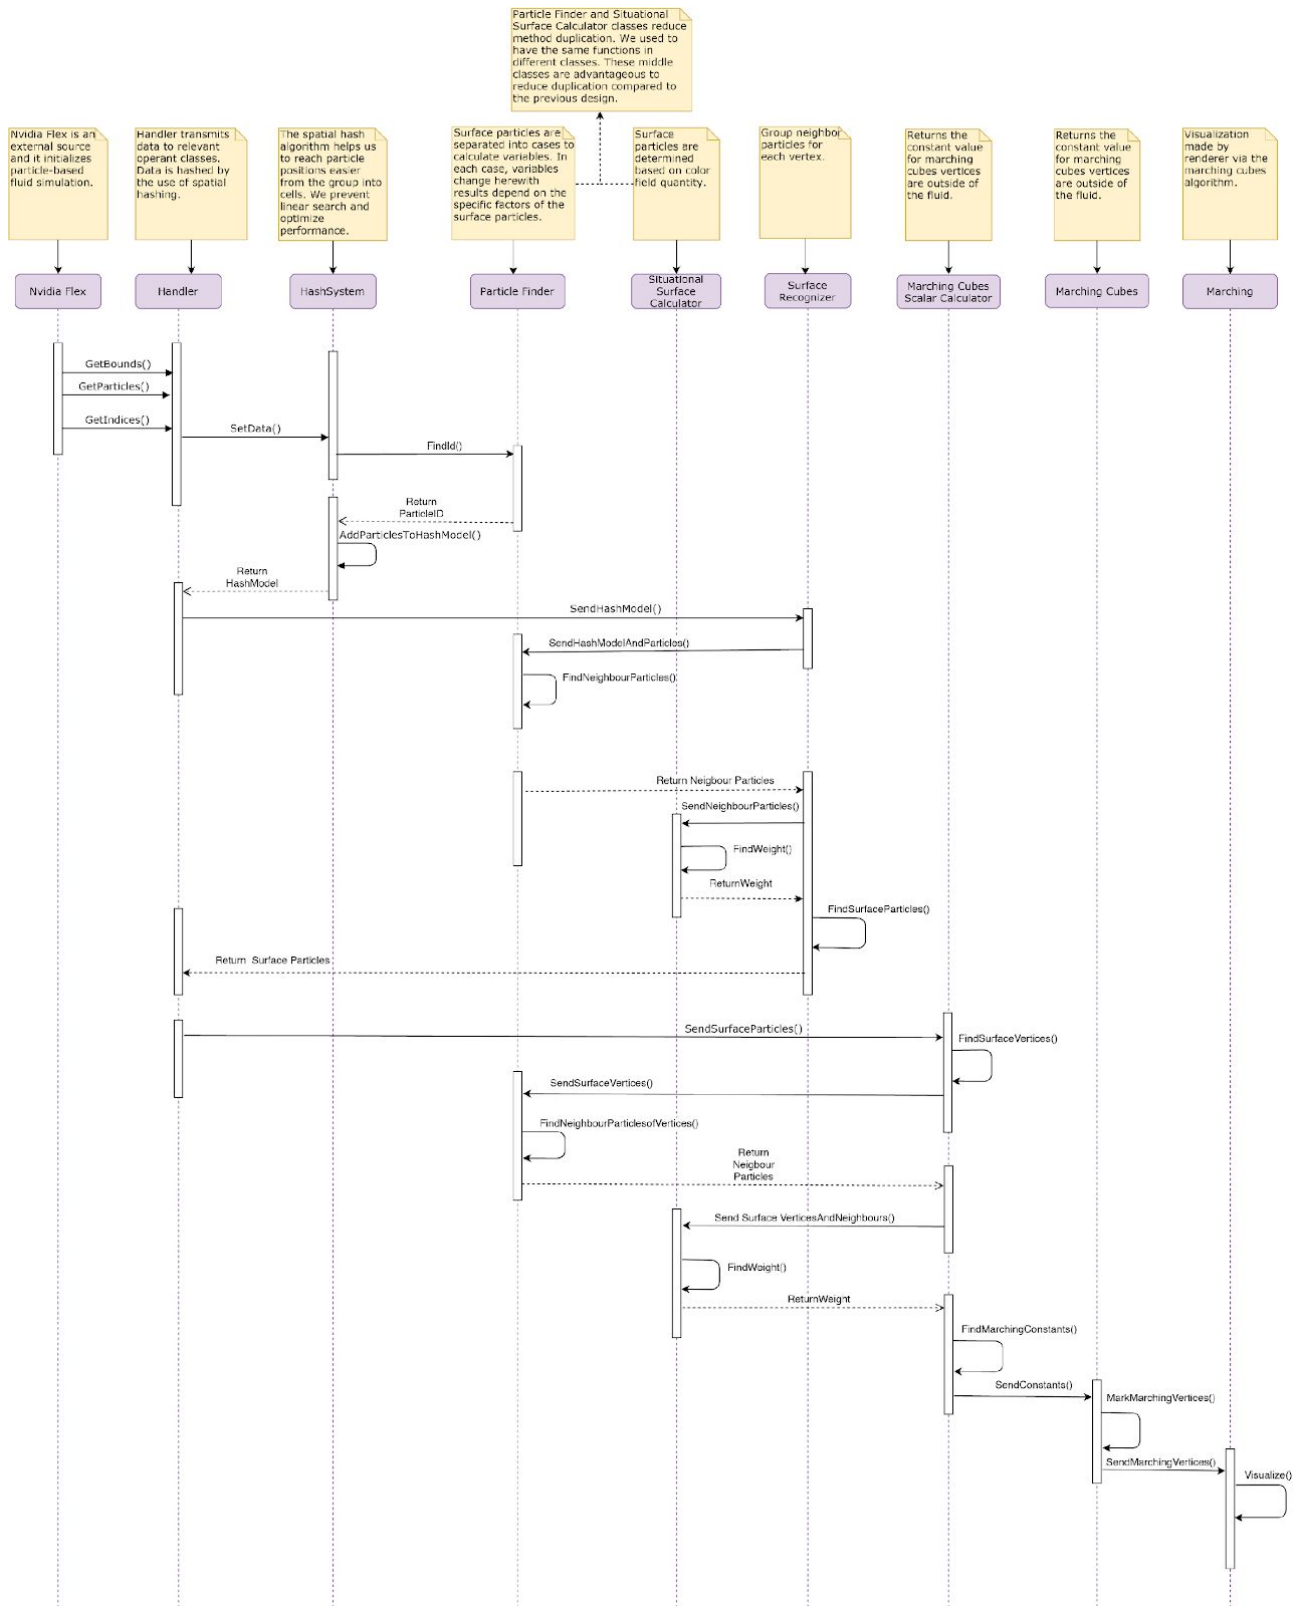 Particle Finder and Situational
Surface Calculator classes reduce
method duplication. We used to
have the same functions in
different classes. These middle
classes are advantageous to
reduce duplication compared to
the previous design.
Nvidia Flex is an
external source
and it initializes
particle-based
fluid simulation.
Handler transmits
data to relevant
operant classes.
Data is hashed by
the use of spatial
hashing.
The spatial hash
algorithm helps us
to reach particle
positions easier
from the group into
cells. We prevent
linear search and
optimize
performance.
Surface particles are
separated into cases to
calculate variables. In
each case, variables
change herewith
results depend on the
specific factors of the
surface particles.
Surface
particles are
determined
based on color
field quantity.
Group neighbor
particles for
each vertex.
Returns the
constant value
for marching
cubes vertices
are outside of
the fluid.
Returns the
constant value
for marching
cubes vertices
are outside of
the fluid.
Visualization
made by
renderer via the
marching cubes
algorithm.
Nvidia Flex
Handler
HashSystem
Particle Finder
Situational
Surface
Calculator
Surface
Recognizer
Marching Cubes
Scalar Calculator
Marching Cubes
Marching
GetBounds()
GetParticles()
GetIndices()
SetData()
FindId()
Return
ParticleID
AddParticlesToHashModel()
Return
HashModel
SendHashModel()
SendHashModelAndParticles()
FindNeighbourParticles()
Return Neigbour Particles
SendNeighbourParticles()
FindWeight()
ReturnWeight
FindSurfaceParticles()
Return Surface Particles
SendSurfaceParticles()
FindSurfaceVertices()
SendSurfaceVertices()
FindNeighbourParticlesofVertices()
Return
Neigbour
Particles
Send Surface VerticesAndNeighbours()
FindWeight()
ReturnWeight
FindMarchingConstants()
SendConstants()
MarkMarchingVertices()
SendMarchingVertices()
Visualize()